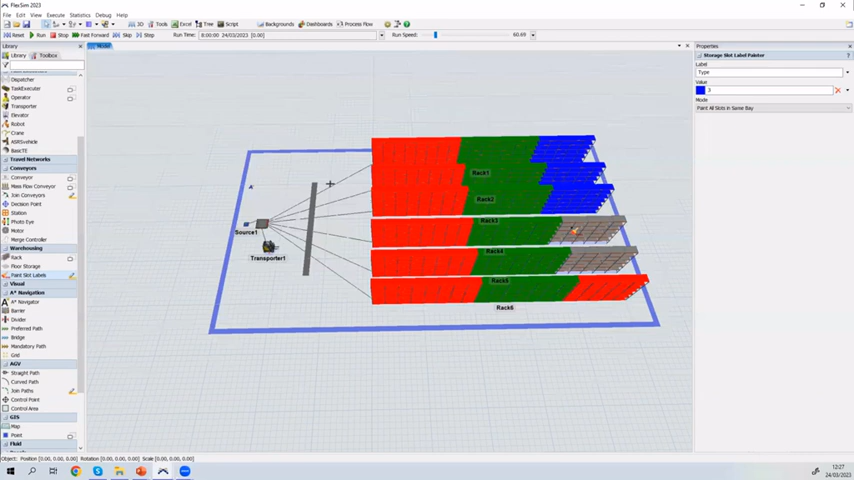 FlexSim 2023
File Edit View Execute Statistics Debug Help
3D Tools Excel Tree Script Backgrounds Dashboards Process Flow
Reset Run Stop Fast Forward Skip Step Run Time: 8:00:00 24/03/2023 [0.00] Run Speed: 60.69
Library
Library Toolbox
Model
Dispatcher
TaskExecuter
Operator
Transporter
Elevator
Robot
Crane
ASRSvehicle
BasicTE
Travel Networks
Conveyors
Conveyor
Mass Flow Conveyor
Join Conveyors
Decision Point
Station
Photo Eye
Motor
Merge Controller
Warehousing
Rack
Floor Storage
Paint Slot Labels
Visual
A* Navigation
A* Navigator
Barrier
Divider
Preferred Path
Bridge
Mandatory Path
Grid
AGV
Straight Path
Curved Path
Join Paths
Control Point
Control Area
GIS
Map
Point
Fluid
Source1
Transporter1
Rack1
Rack2
Rack3
Rack4
Rack5
Rack6
Properties
Storage Slot Label Painter
Label
Type
Value
3
Mode
Paint All Slots in Same Bay
Position: [0.00, 0.00, 0.00] Rotation: [0.00, 0.00, 0.00] Scale: [0.00, 0.00, 0.00]
12:27
24/03/2023